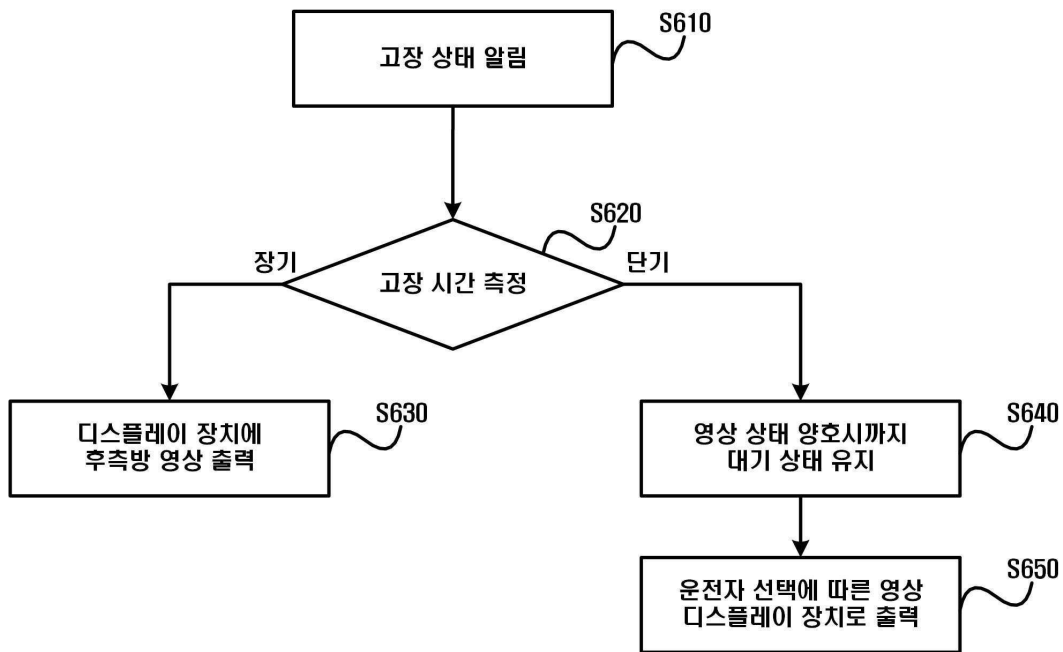 S610
고장 상태 알림
S620
장기
고장 시간 측정
단기
S630
디스플레이 장치에
후측방 영상 출력
S640
영상 상태 양호시까지
대기 상태 유지
S650
운전자 선택에 따른 영상
디스플레이 장치로 출력